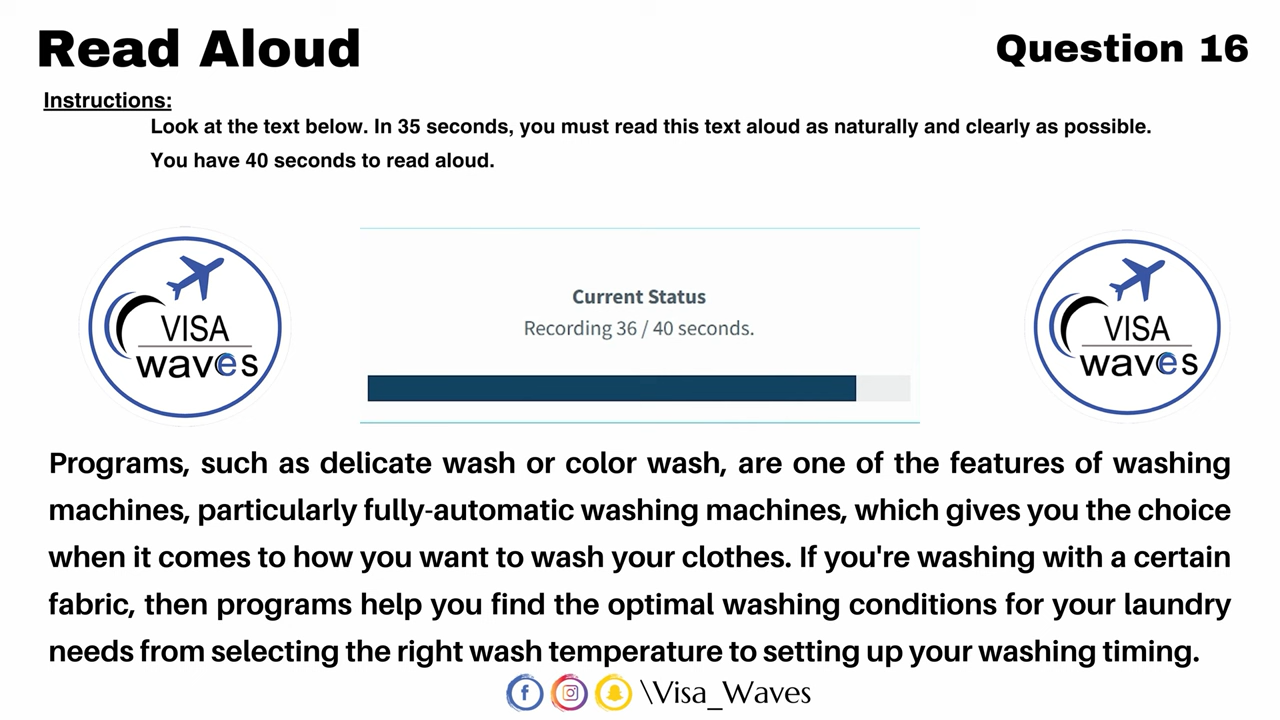 Read Aloud
Question 16
Instructions:
Look at the text below. In 35 seconds, you must read this text aloud as naturally and clearly as possible.
You have 40 seconds to read aloud.
VISA
waves
Current Status
Recording 36 / 40 seconds.
VISA
waves
Programs, such as delicate wash or color wash, are one of the features of washing
machines, particularly fully-automatic washing machines, which gives you the choice
when it comes to how you want to wash your clothes. If you're washing with a certain
fabric, then programs help you find the optimal washing conditions for your laundry
needs from selecting the right wash temperature to setting up your washing timing.
\Visa_Waves